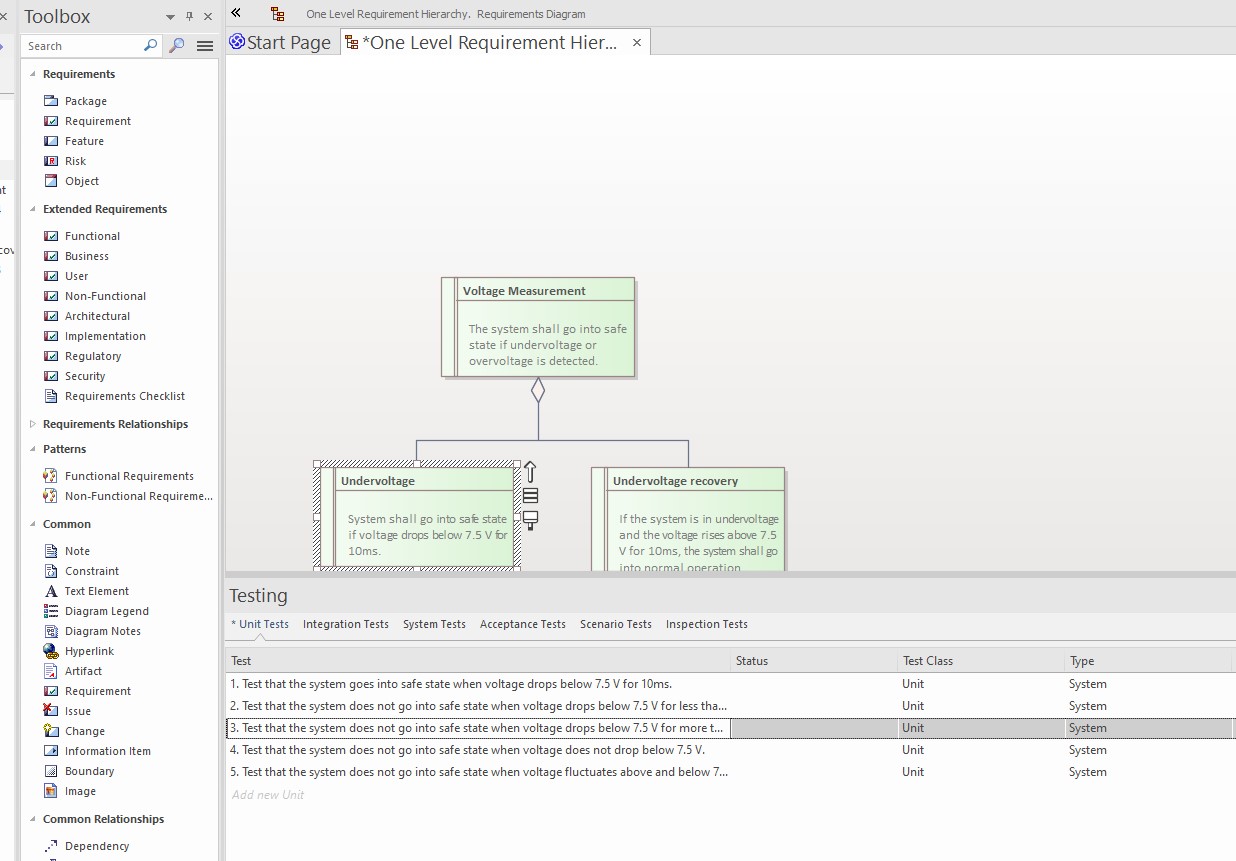 Toolbox
Search
Requirements
Package
Requirement
Feature
Risk
Object
Extended Requirements
Functional
Business
User
Non-Functional
Architectural
Implementation
Regulatory
Security
Requirements Checklist
Requirements Relationships
Patterns
Functional Requirements
Non-Functional Requireme...
Common
Note
Constraint
Text Element
Diagram Legend
Diagram Notes
Hyperlink
Artifact
Requirement
Issue
Change
Information Item
Boundary
Image
Common Relationships
Dependency
One Level Requirement Hierarchy. Requirements Diagram
Start Page
*One Level Requirement Hier...
Voltage Measurement
The system shall go into safe
state if undervoltage or
overvoltage is detected.
Undervoltage
System shall go into safe state
if voltage drops below 7.5 V for
10ms.
Undervoltage recovery
If the system is in undervoltage
and the voltage rises above 7.5
V for 10ms, the system shall go
into normal operation
Testing
* Unit Tests Integration Tests System Tests Acceptance Tests Scenario Tests Inspection Tests
Test Status Test Class Type
1. Test that the system goes into safe state when voltage drops below 7.5 V for 10ms. Unit System
2. Test that the system does not go into safe state when voltage drops below 7.5 V for less tha... Unit System
3. Test that the system does not go into safe state when voltage drops below 7.5 V for more t... Unit System
4. Test that the system does not go into safe state when voltage does not drop below 7.5 V. Unit System
5. Test that the system does not go into safe state when voltage fluctuates above and below 7... Unit System
Add new Unit